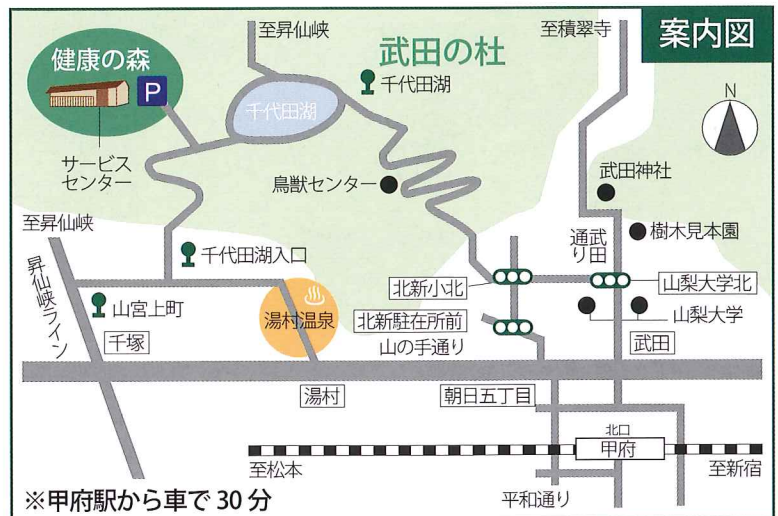 案内図
至昇仙峡
武田の杜
至積翠寺
健康の森
P
千代田湖
千代田湖
N
サービス
センター
鳥獣センター
武田神社
至昇仙峡
樹木見本園
武田通り
千代田湖入口
昇仙峡ライン
北新小北
山梨大学北
山宮上町
湯村温泉
北新駐在所前
山梨大学
千塚
山の手通り
武田
湯村
朝日五丁目
北口
甲府
至松本
至新宿
※甲府駅から車で30分
平和通り